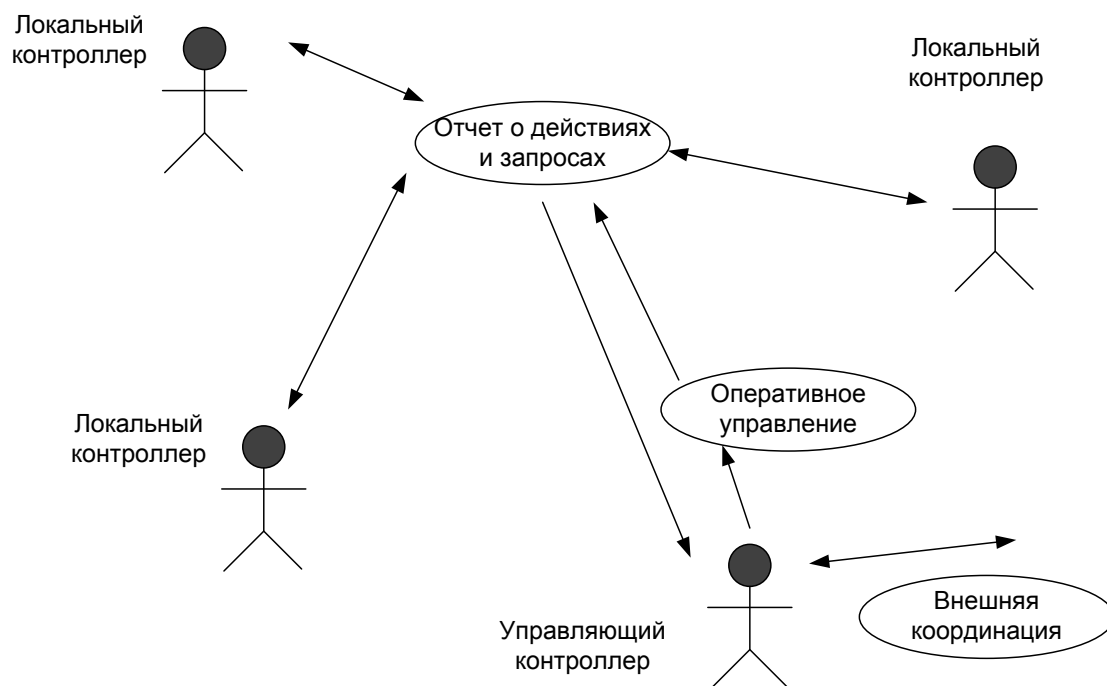 Локальный
контроллер
Локальный
контроллер
Отчет о действиях
и запросах
Оперативное
управление
Локальный
контроллер
Внешняя
координация
Управляющий
контроллер